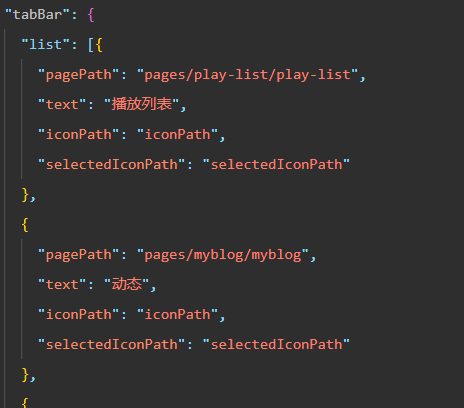 "tabBar": {
"list": [{
"pagePath": "pages/play-list/play-list",
"text": "播放列表",
"iconPath": "iconPath",
"selectedIconPath": "selectedIconPath"
},
{
"pagePath": "pages/myblog/myblog",
"text": "动态",
"iconPath": "iconPath",
"selectedIconPath": "selectedIconPath"
},
{